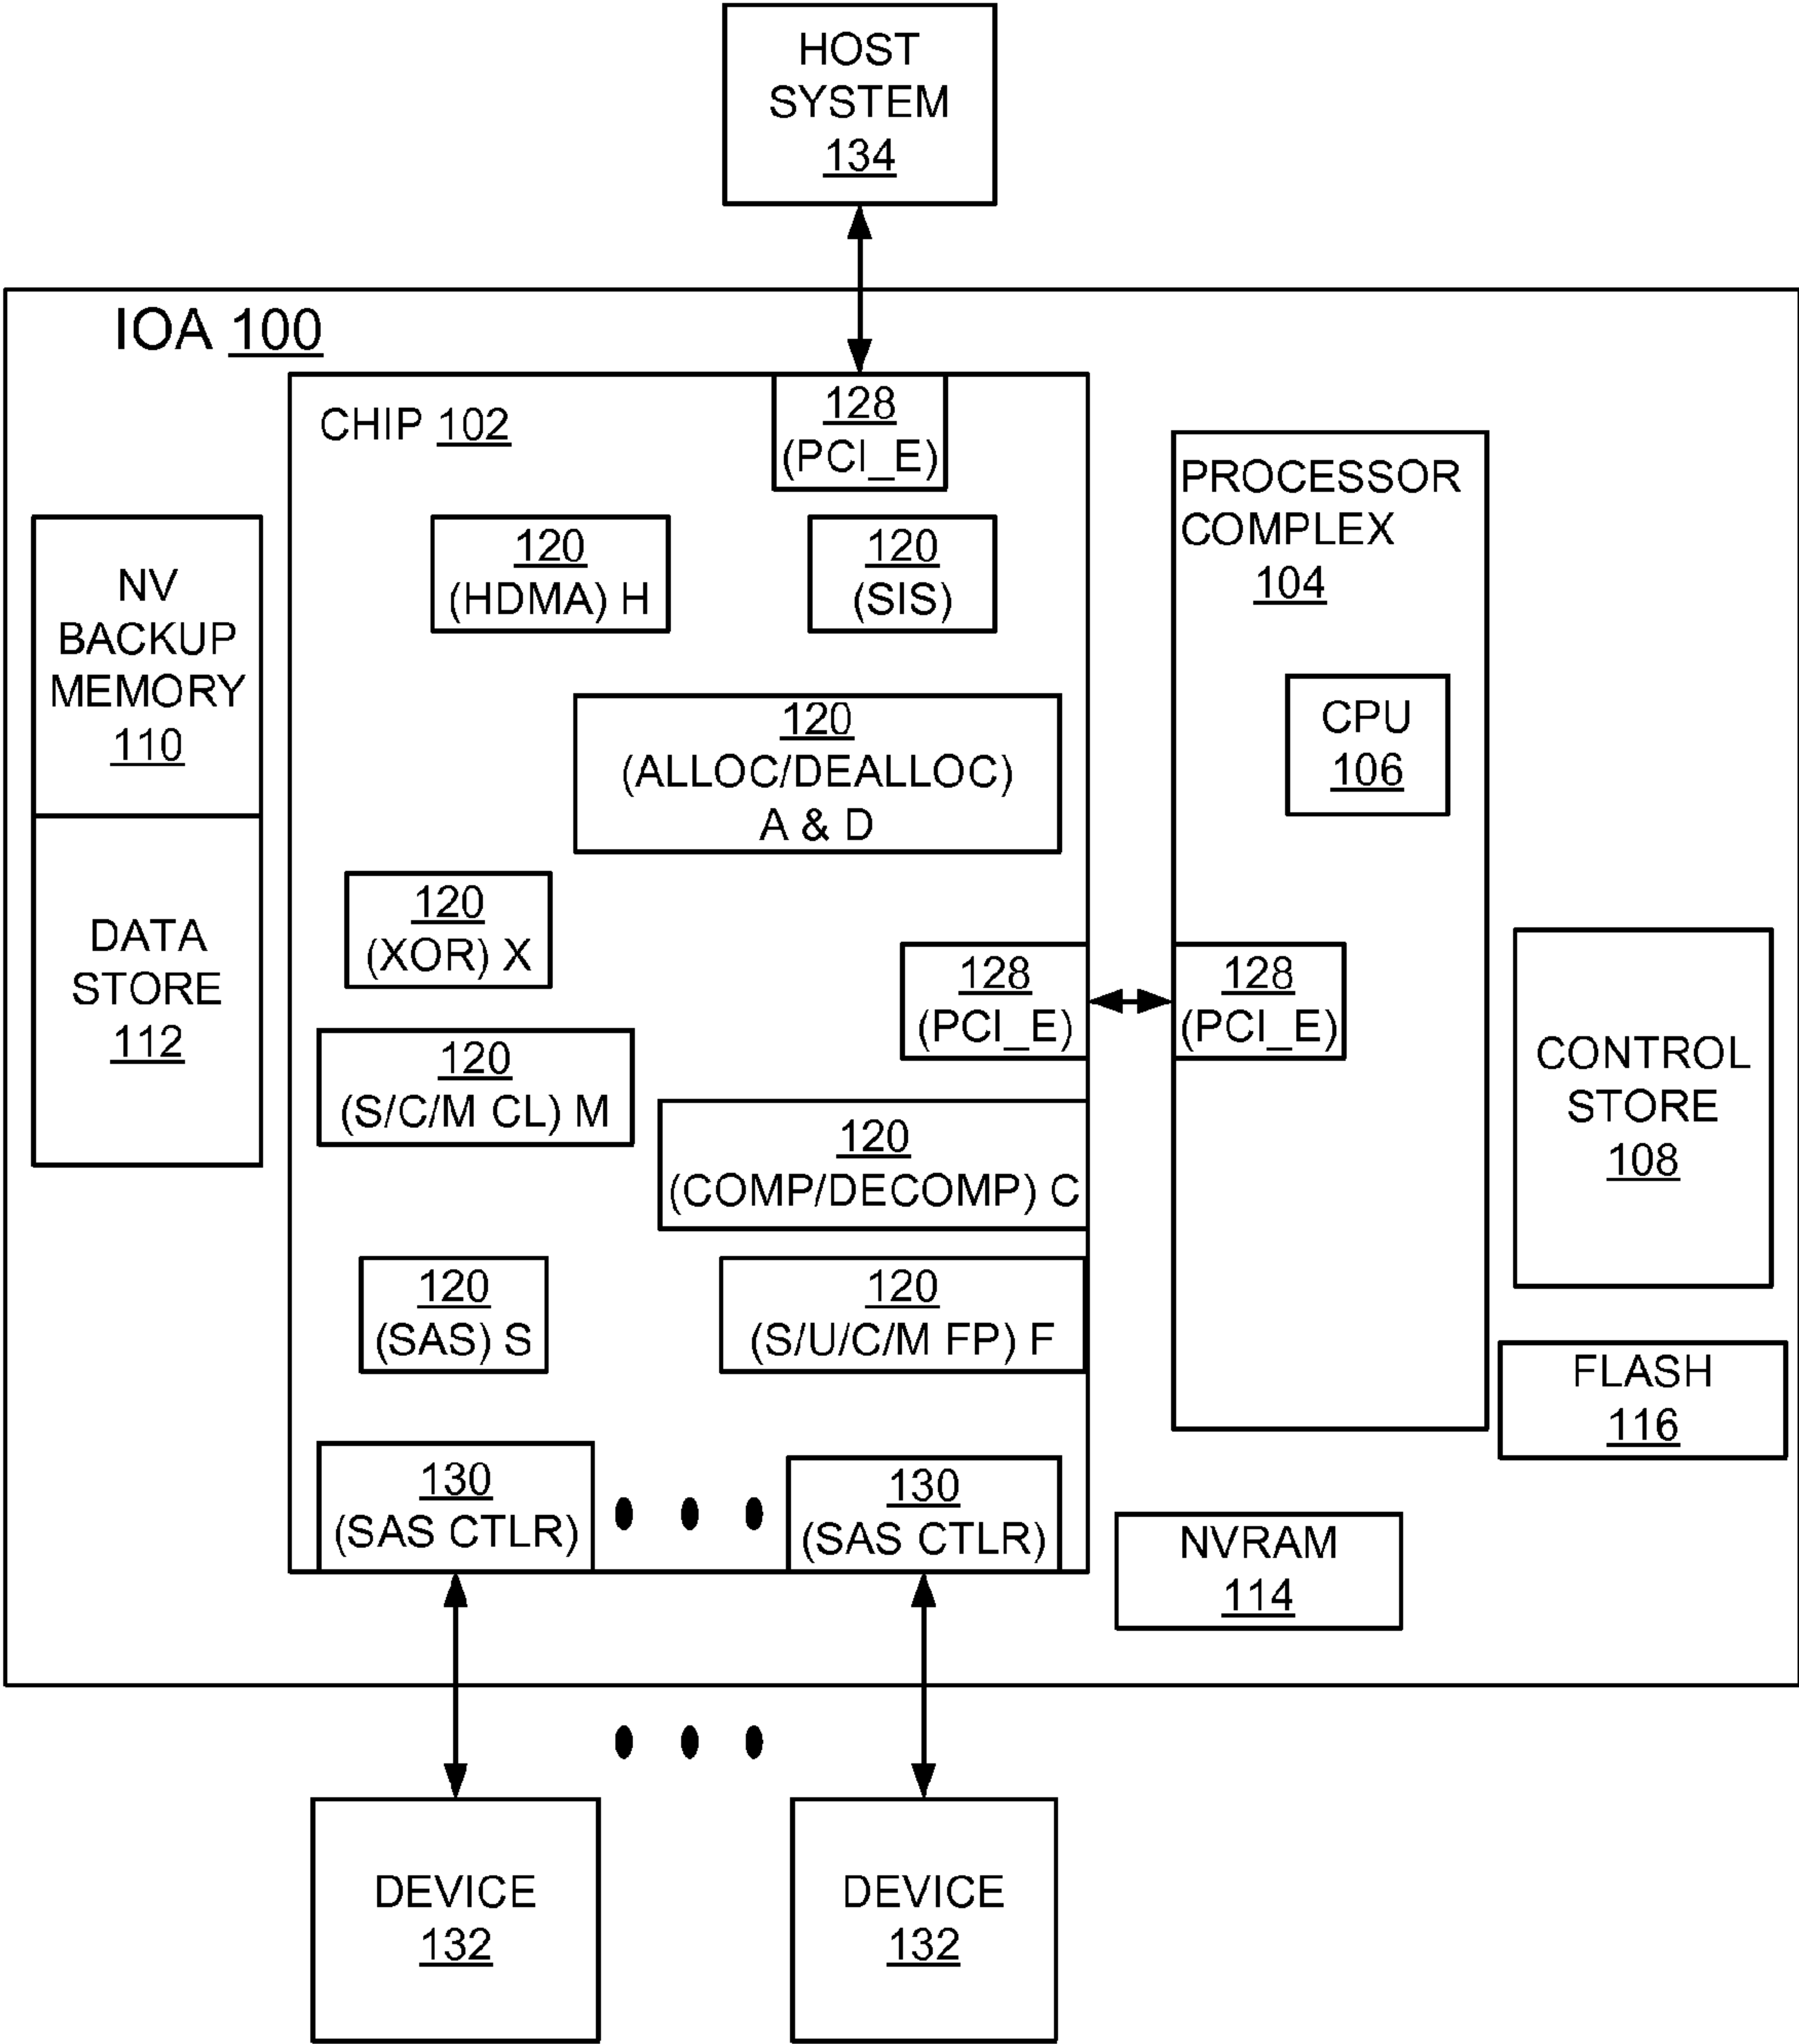 HOST
SYSTEM
134
IOA 100
CHIP 102
128
(PCI_E)
120
(HDMA) H
120
(SIS)
120
(ALLOC/DEALLOC)
A & D
120
(XOR) X
128
(PCI_E)
120
(S/C/M CL) M
120
(COMP/DECOMP) C
120
(SAS) S
120
(S/U/C/M FP) F
130
(SAS CTLR)
130
(SAS CTLR)
NV
BACKUP
MEMORY
110
DATA
STORE
112
PROCESSOR
COMPLEX
104
CPU
106
128
(PCI_E)
CONTROL
STORE
108
FLASH
116
NVRAM
114
DEVICE
132
DEVICE
132